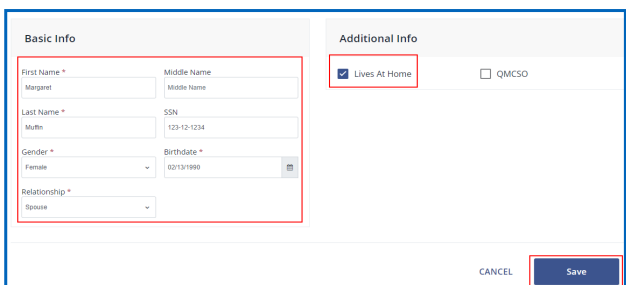 Basic Info
First Name *
Middle Name
Margaret
Middle Name
Last Name *
SSN
Muffin
123-12-1234
Gender *
Birthdate *
Female
02/13/1990
Relationship *
Spouse
Additional Info
Lives At Home
QMCSO
CANCEL
Save